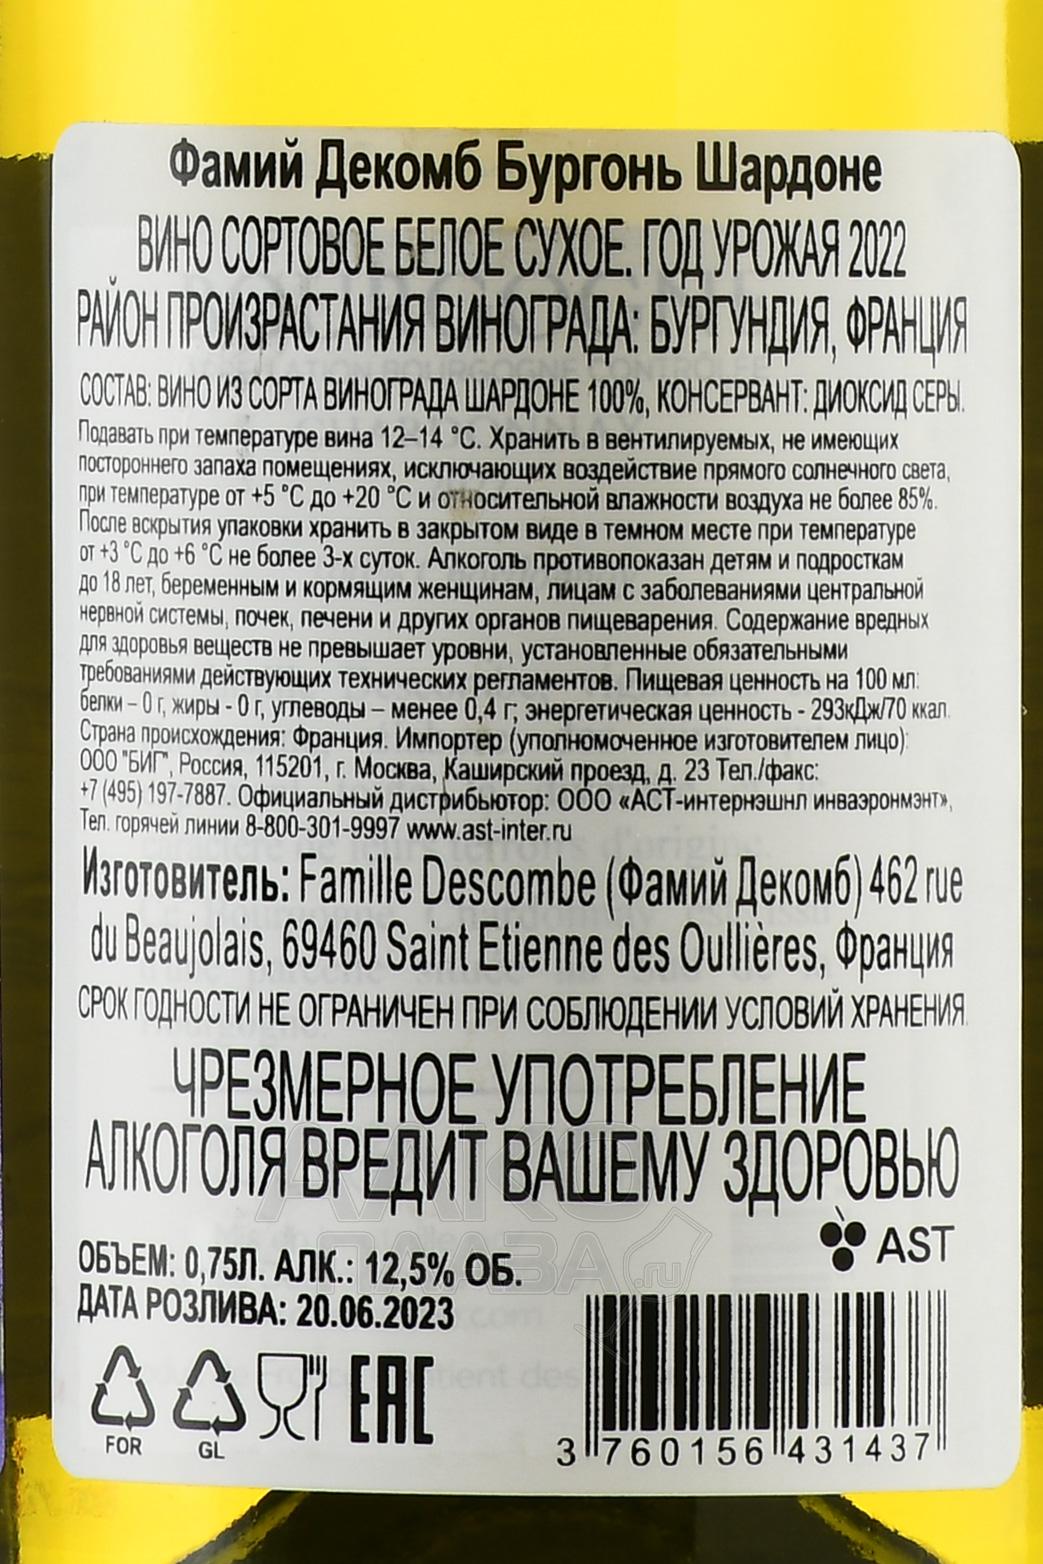 Фамий Декомб Бургонь Шардоне
ВИНО СОРТОВОЕ БЕЛОЕ СУХОЕ. ГОД УРОЖАЯ 2022
РАЙОН ПРОИЗРАСТАНИЯ ВИНОГРАДА: БУРГУНДИЯ, ФРАНЦИЯ
СОСТАВ: ВИНО ИЗ СОРТА ВИНОГРАДА ШАРДОНЕ 100%, КОНСЕРВАНТ: ДИОКСИД СЕРЫ.
Подавать при температуре вина 12–14 °С. Хранить в вентилируемых, не имеющих
постороннего запаха помещениях, исключающих воздействие прямого солнечного света,
при температуре от +5 °С до +20 °С и относительной влажности воздуха не более 85%.
После вскрытия упаковки хранить в закрытом виде в темном месте при температуре
от +3 °С до +6 °С не более 3-х суток. Алкоголь противопоказан детям и подросткам
до 18 лет, беременным и кормящим женщинам, лицам с заболеваниями центральной
нервной системы, почек, печени и других органов пищеварения. Содержание вредных
для здоровья веществ не превышает уровни, установленные обязательными
требованиями действующих технических регламентов. Пищевая ценность на 100 мл:
белки – 0 г, жиры - 0 г, углеводы – менее 0,4 г; энергетическая ценность - 293кДж/70 ккал.
Страна происхождения: Франция. Импортер (уполномоченное изготовителем лицо):
ООО "БИГ", Россия, 115201, г. Москва, Каширский проезд, д. 23 Тел./факс:
+7 (495) 197-7887. Официальный дистрибьютор: ООО «АСТ-интернэшнл инваэронмэнт»,
Тел. горячей линии 8-800-301-9997 www.ast-inter.ru
Изготовитель: Famille Descombe (Фамий Декомб) 462 rue
du Beaujolais, 69460 Saint Etienne des Oullières, Франция
СРОК ГОДНОСТИ НЕ ОГРАНИЧЕН ПРИ СОБЛЮДЕНИИ УСЛОВИЙ ХРАНЕНИЯ.
ЧРЕЗМЕРНОЕ УПОТРЕБЛЕНИЕ
АЛКОГОЛЯ ВРЕДИТ ВАШЕМУ ЗДОРОВЬЮ
AST
ОБЪЕМ: 0,75Л. АЛК.: 12,5% ОБ.
ДАТА РОЗЛИВА: 20.06.2023
FOR
GL
EAC
3 760156 431437
АЛКО
ПЛАЗА
.ru